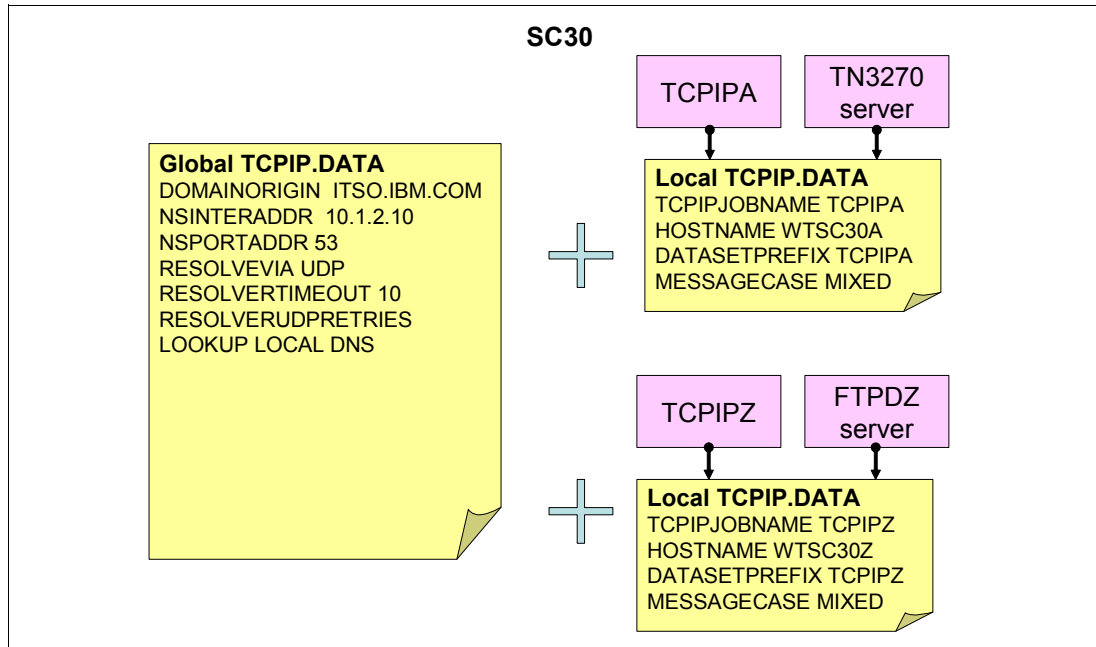 SC30
Global TCPIP.DATA
DOMAINORIGIN ITSO.IBM.COM
NSINTERADDR 10.1.2.10
NSPORTADDR 53
RESOLVEVIA UDP
RESOLVERTIMEOUT 10
RESOLVERUDPRETRIES
LOOKUP LOCAL DNS
TCPIPA
TN3270
server
Local TCPIP.DATA
TCPIPJOBNAME TCPIPA
HOSTNAME WTSC30A
DATASETPREFIX TCPIPA
MESSAGECASE MIXED
TCPIPZ
FTPDZ
server
Local TCPIP.DATA
TCPIPJOBNAME TCPIPZ
HOSTNAME WTSC30Z
DATASETPREFIX TCPIPZ
MESSAGECASE MIXED